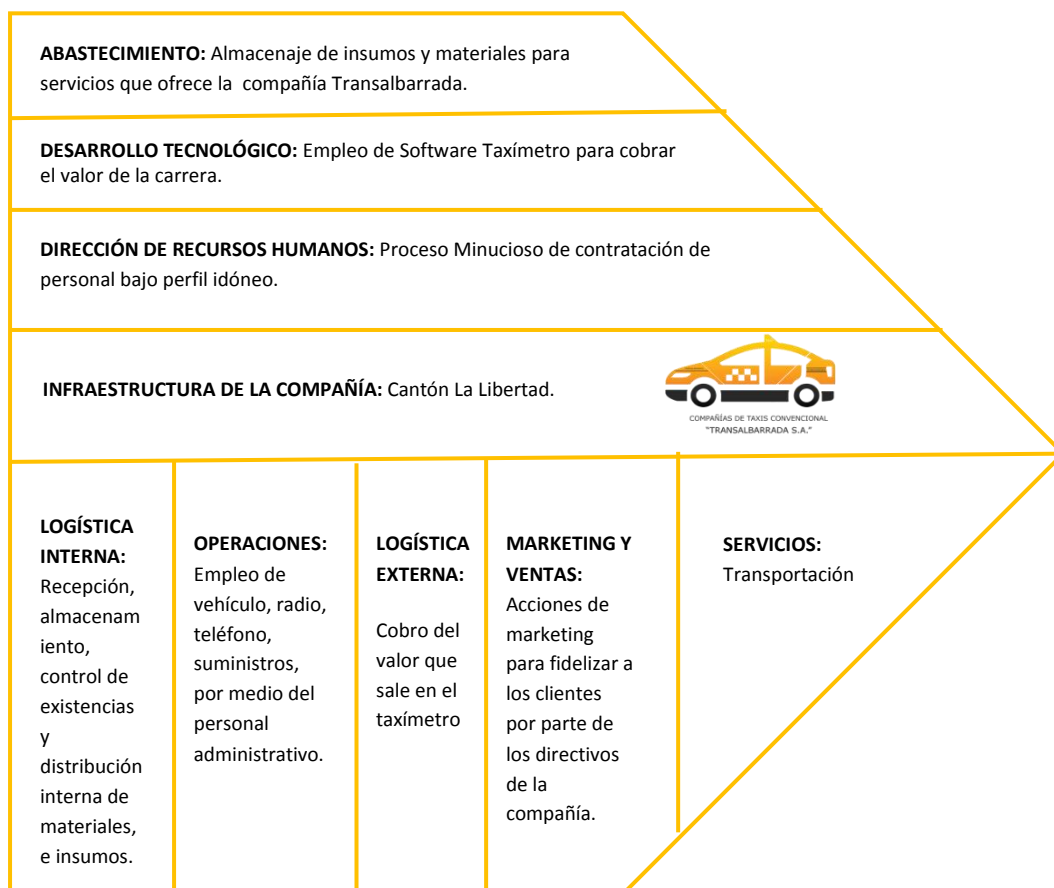 ABASTECIMIENTO: Almacenaje de insumos y materiales para
servicios que ofrece la compañía Transalbarrada.
DESARROLLO TECNOLÓGICO: Empleo de Software Taxímetro para cobrar
el valor de la carrera.
DIRECCIÓN DE RECURSOS HUMANOS: Proceso Minucioso de contratación de
personal bajo perfil idóneo.
INFRAESTRUCTURA DE LA COMPAÑÍA: Cantón La Libertad.
COMPAÑÍAS DE TAXIS CONVENCIONAL
"TRANSALBARRADA S.A."
LOGÍSTICA
INTERNA:
Recepción,
almacenam
iento,
control de
existencias
y
distribución
interna de
materiales,
e insumos.
OPERACIONES:
Empleo de
vehículo, radio,
teléfono,
suministros,
por medio del
personal
administrativo.
LOGÍSTICA
EXTERNA:
Cobro del
valor que
sale en el
taxímetro
MARKETING Y
VENTAS:
Acciones de
marketing
para fidelizar a
los clientes
por parte de
los directivos
de la
compañía.
SERVICIOS:
Transportación